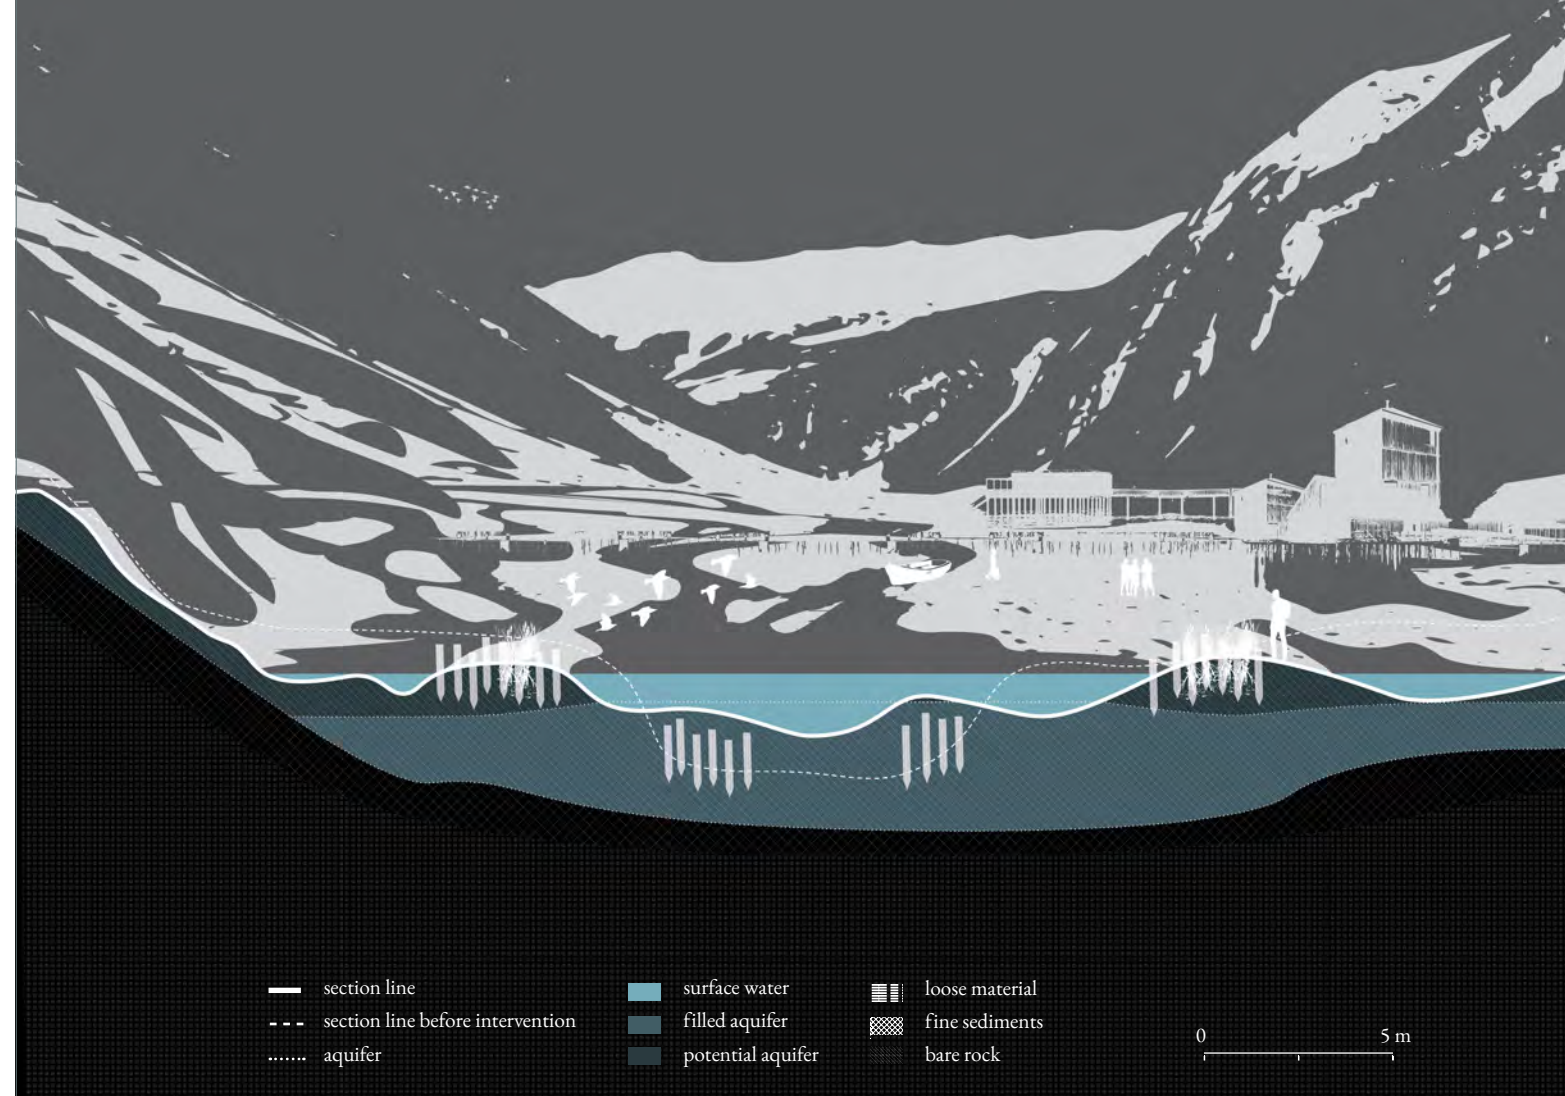 section line
section line before intervention
aquifer
surface water
filled aquifer
potential aquifer
loose material
fine sediments
bare rock
0 5 m